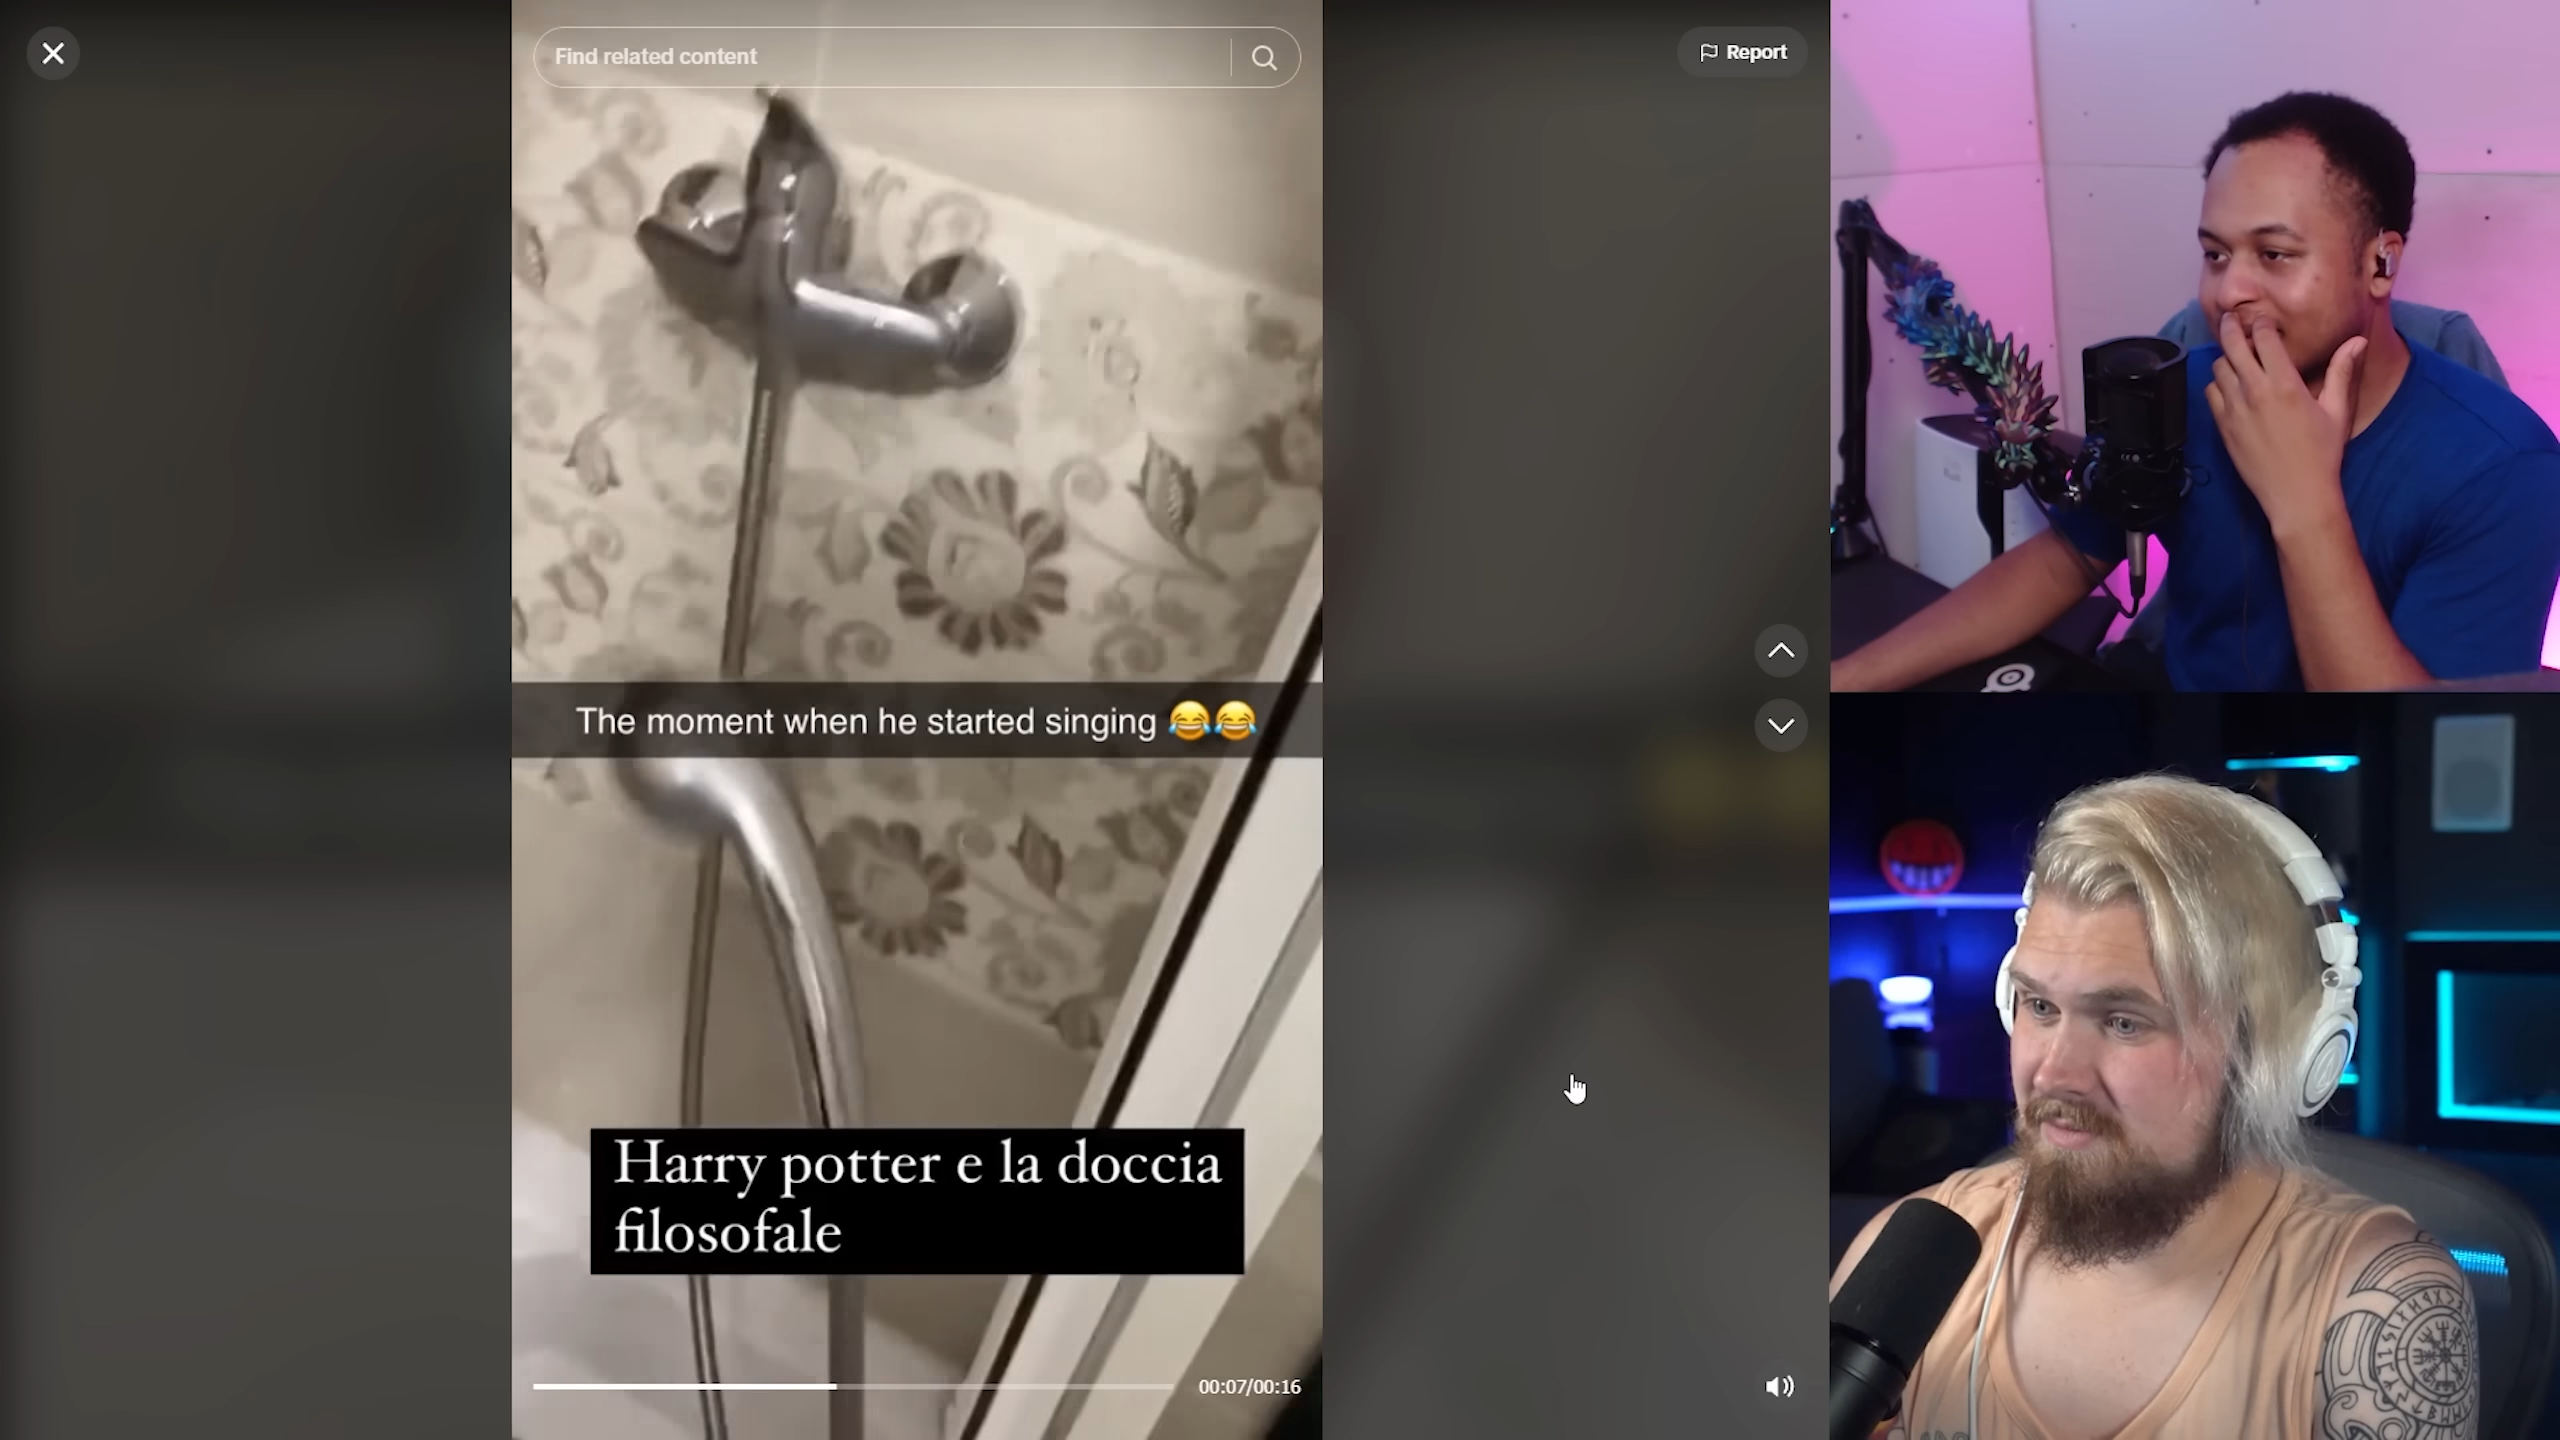 Find related content
Report
The moment when he started singing 😂😂
Harry potter e la doccia
filosofale
00:07/00:16